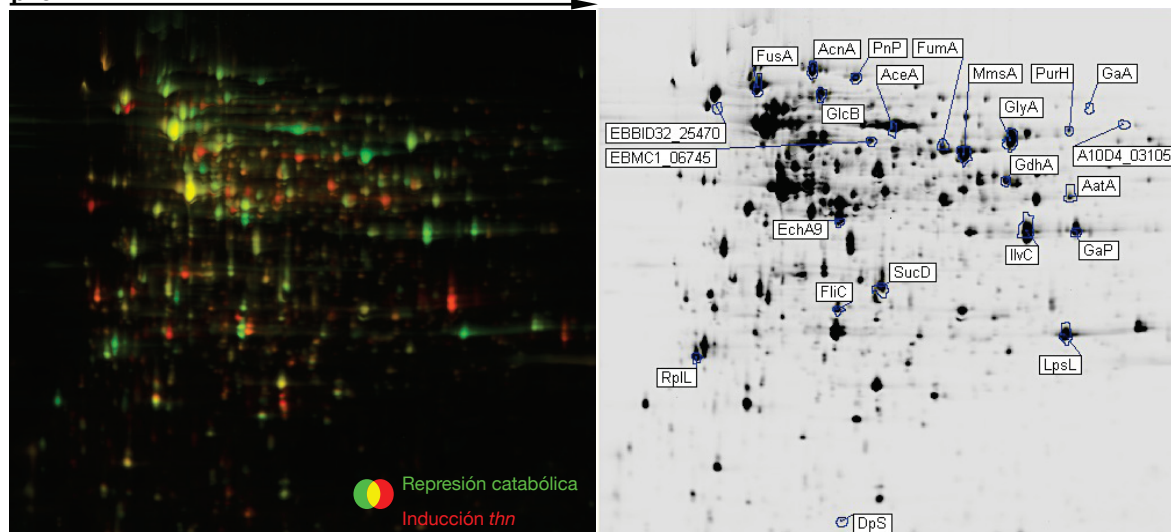 Represión catabólica
Inducción thn
FusA
AcnA
PnP
FumA
AceA
MmsA
PurH
GaA
GlcB
GlyA
EBBID32_25470
EBMC1_06745
A10D4_03105
GdhA
AatA
EchA9
IlvC
GaP
SucD
FliC
RplL
LpsL
DpS